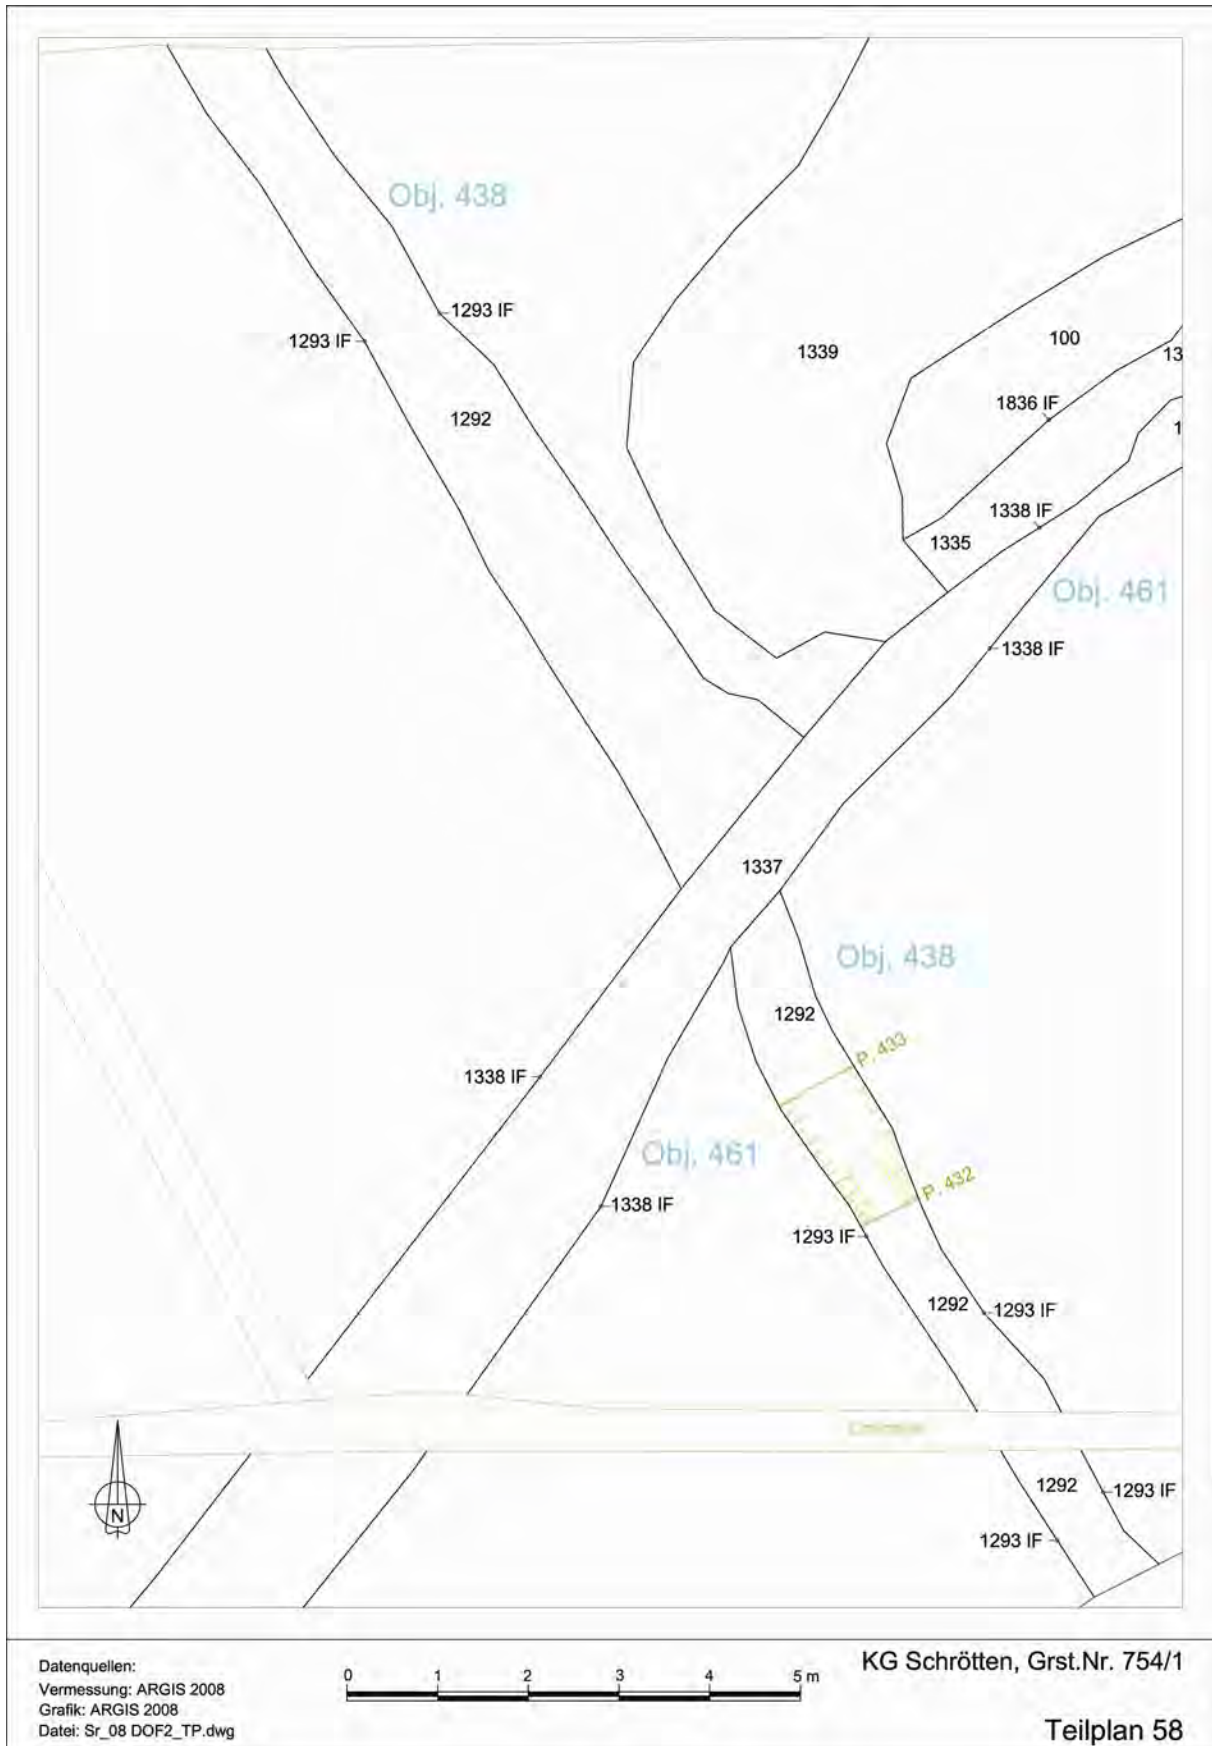 Obj. 438
1293 IF
1293 IF
1339
100
13
1292
1836 IF
1
1338 IF
1335
Obj. 461
1338 IF
1337
Obj. 438
1292
P. 433
1338 IF
Obj. 461
P. 432
1338 IF
1293 IF
1292
1293 IF
N
1292
1293 IF
1293 IF
Datenquellen:
Vermessung: ARGIS 2008
Grafik: ARGIS 2008
Datei: Sr_08 DOF2_TP.dwg
0 1 2 3 4 5 m
KG Schrötten, Grst.Nr. 754/1
Teilplan 58